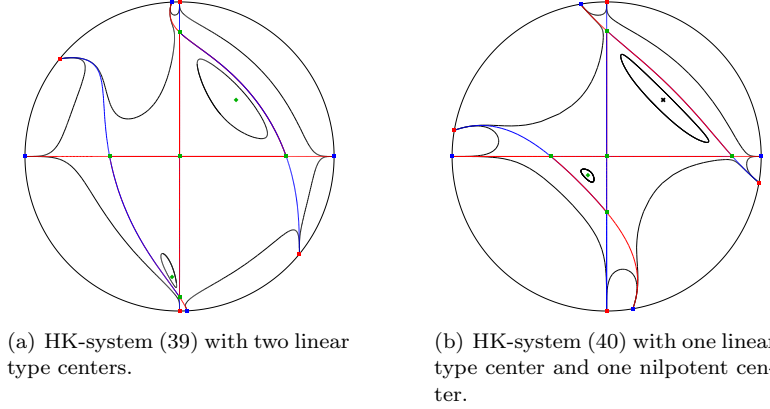 (a) HK-system (39) with two linear
type centers.
(b) HK-system (40) with one linear
type center and one nilpotent cen-
ter.